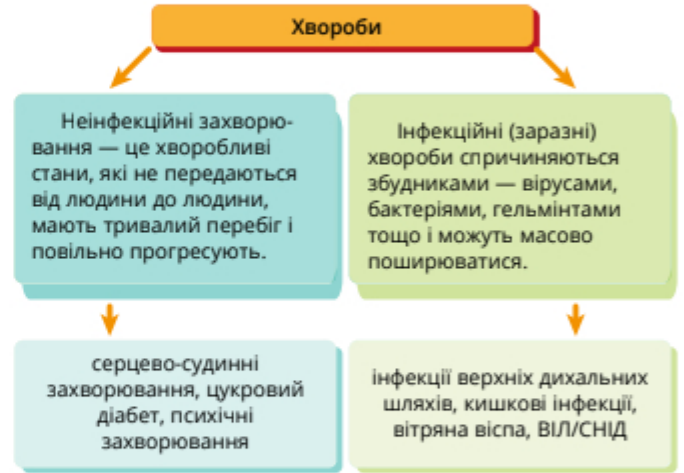 Хвороби
Неінфекційні захворю-
вання — це хворобливі
стани, які не передаються
від людини до людини,
мають тривалий перебіг і
повільно прогресують.
Інфекційні (заразні)
хвороби спричиняються
збудниками — вірусами,
бактеріями, гельмінтами
тощо і можуть масово
поширюватися.
серцево-судинні
захворювання, цукровий
діабет, психічні
захворювання
інфекції верхніх дихальних
шляхів, кишкові інфекції,
вітряна віспа, ВІЛ/СНІД